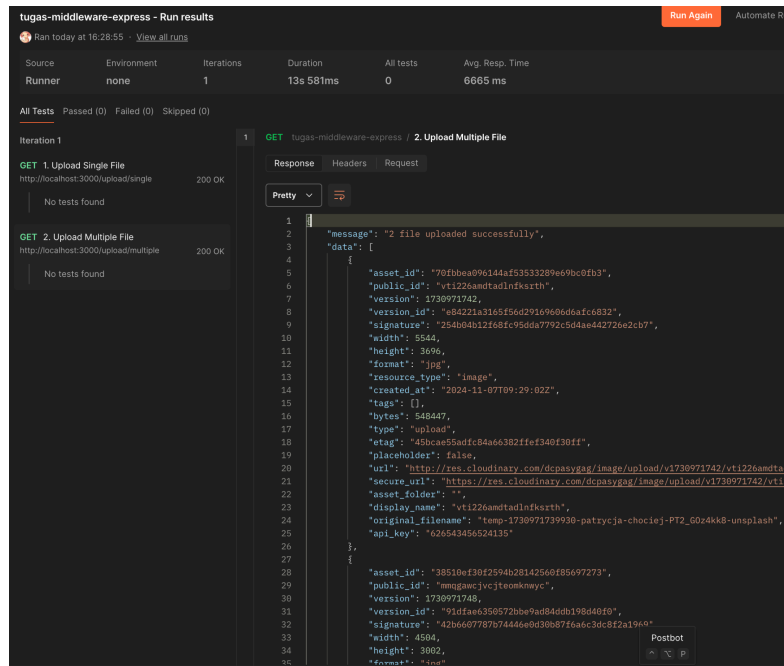 tugas-middleware-express - Run results
Run Again
Automate
Ran today at 16:28:55 · View all runs
Source Environment Iterations Duration All tests Avg. Resp. Time
Runner none 1 13s 581ms 0 6665 ms
All Tests Passed (0) Failed (0) Skipped (0)
Iteration 1
GET 1. Upload Single File
http://localhost:3000/upload/single 200 OK
No tests found
GET 2. Upload Multiple File
http://localhost:3000/upload/multiple 200 OK
No tests found
1
GET tugas-middleware-express / 2. Upload Multiple File
Response Headers Request
Pretty
1 {
2 "message": "2 file uploaded successfully",
3 "data": [
4 {
5 "asset_id": "70fbbea096144af53533289e69bc0fb3",
6 "public_id": "vti226amdtadlnfksrth",
7 "version": 1730971742,
8 "version_id": "e84221a3165f56d29169606d6afc6832",
9 "signature": "254b04b12f68fc95dda7792c5d4ae442726e2cb7",
10 "width": 5544,
11 "height": 3696,
12 "format": "jpg",
13 "resource_type": "image",
14 "created_at": "2024-11-07T09:29:02Z",
15 "tags": [],
16 "bytes": 548447,
17 "type": "upload",
18 "etag": "45bcae55adfc84a66382ffef340f30ff",
19 "placeholder": false,
20 "url": "http://res.cloudinary.com/dcpasygag/image/upload/v1730971742/vti226amdta
21 "secure_url": "https://res.cloudinary.com/dcpasygag/image/upload/v1730971742/vti
22 "asset_folder": "",
23 "display_name": "vti226amdtadlnfksrth",
24 "original_filename": "temp-1730971739930-patrycja-chociej-PT2_GOz4kk8-unsplash",
25 "api_key": "626543456524135"
26 },
27 {
28 "asset_id": "38510ef30f2594b28142560f85697273",
29 "public_id": "mmqgawcjvcjteomknwyc",
30 "version": 1730971748,
31 "version_id": "91dfae6350572bbe9ad84ddb198d40f0",
32 "signature": "42b6607787b74446e0d30b87f6a6c3dc8f2a1969"
33 "width": 4504,
34 "height": 3002,
35 "format": "jpg"
Postbot
^ ⌥ P